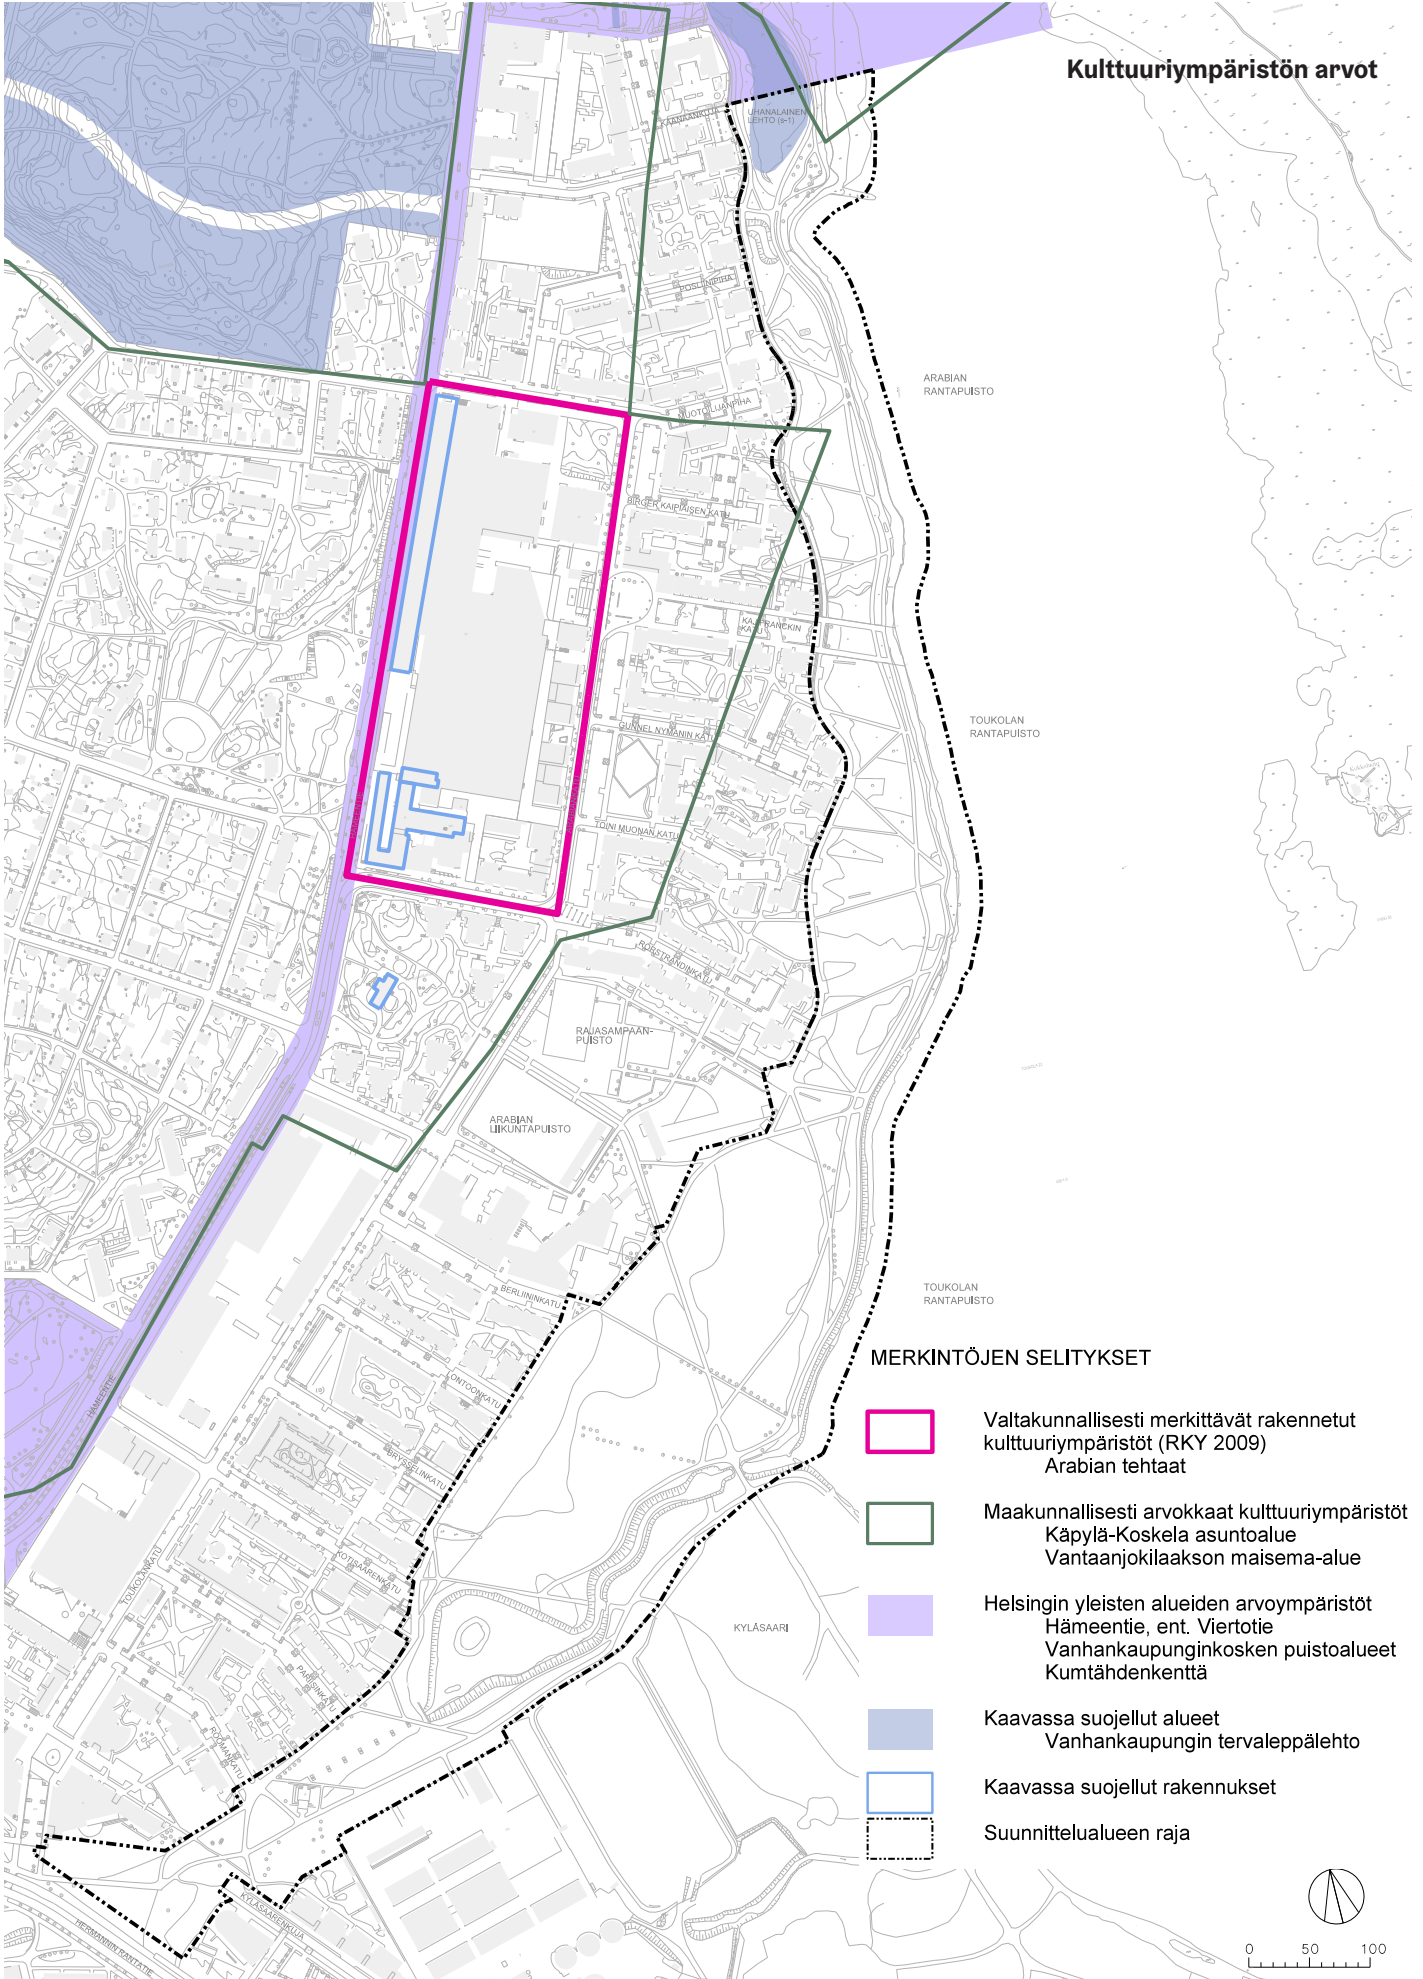 Kulttuuriympäristön arvot
KAANAANKUJA
UHANALAINEN
LEHTO (s-1)
POSLIINIPIHA
ARABIAN
RANTAPUISTO
MUOTOILIJANPIHA
BIRGER KAIPIAISEN KATU
KAJ FRANCKIN
KATU
TOUKOLAN
RANTAPUISTO
GUNNEL NYMANIN KATU
HÄMEENTIE
ARABIANKATU
TOINI MUONAN KATU
RÖRSTRANDINKATU
RAJASAMPAAN-
PUISTO
ARABIAN
LIIKUNTAPUISTO
BERLIININKATU
TOUKOLAN
RANTAPUISTO
LONTOONKATU
HÄMEENTIE
BRYSSELINKATU
KOTISAARENKATU
TOUKOLANKATU
KYLÄSAARI
PARIISINKATU
ROOMANKATU
KYLÄSAARENKUJA
HERMANNIN RANTATIE
MERKINTÖJEN SELITYKSET
Valtakunnallisesti merkittävät rakennetut
kulttuuriympäristöt (RKY 2009)
Arabian tehtaat
Maakunnallisesti arvokkaat kulttuuriympäristöt
Käpylä-Koskela asuntoalue
Vantaanjokilaakson maisema-alue
Helsingin yleisten alueiden arvoympäristöt
Hämeentie, ent. Viertotie
Vanhankaupunginkosken puistoalueet
Kumtähdenkenttä
Kaavassa suojellut alueet
Vanhankaupungin tervaleppälehto
Kaavassa suojellut rakennukset
Suunnittelualueen raja
0 50 100